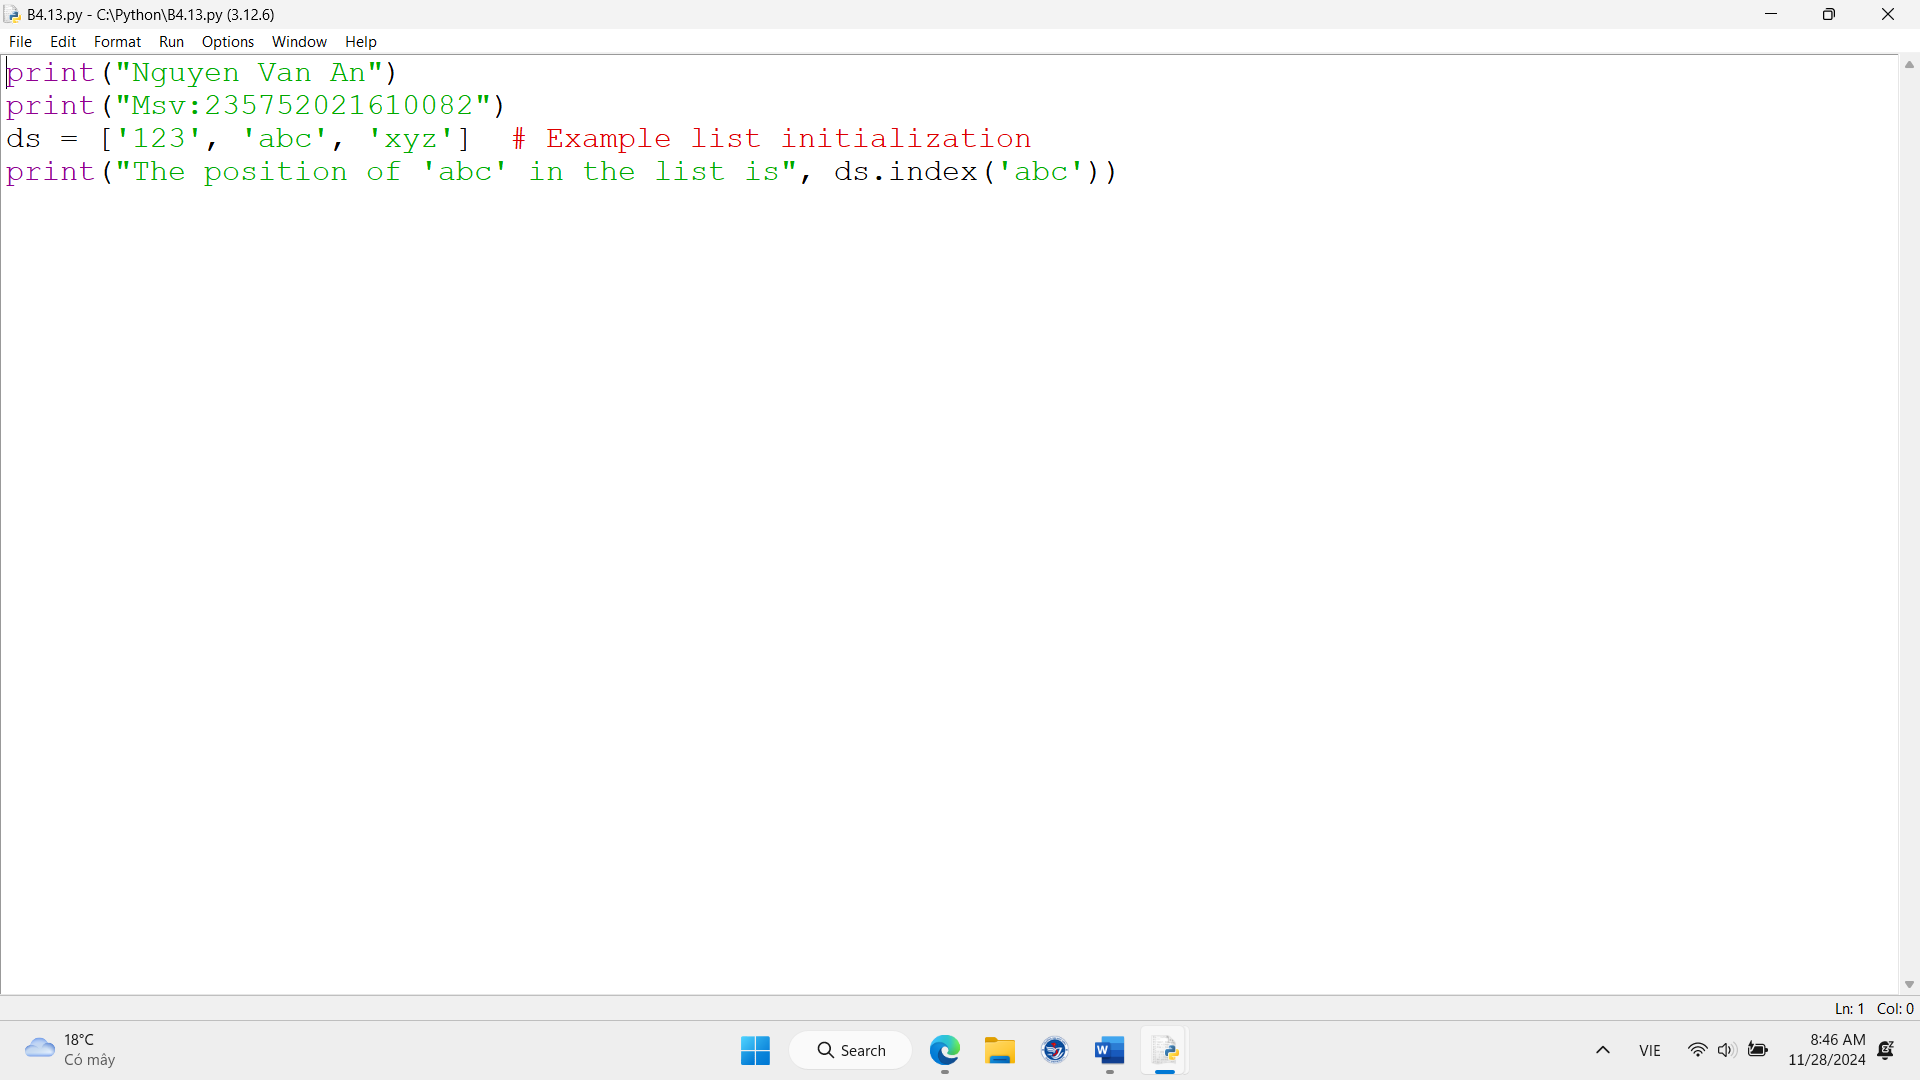 B4.13.py - C:\Python\B4.13.py (3.12.6)
File Edit Format Run Options Window Help
print("Nguyen Van An")
print("Msv:235752021610082")
ds = ['123', 'abc', 'xyz']  # Example list initialization
print("The position of 'abc' in the list is", ds.index('abc'))
Ln: 1 Col: 0
18°C
Có mây
Search
VIE
8:46 AM
11/28/2024